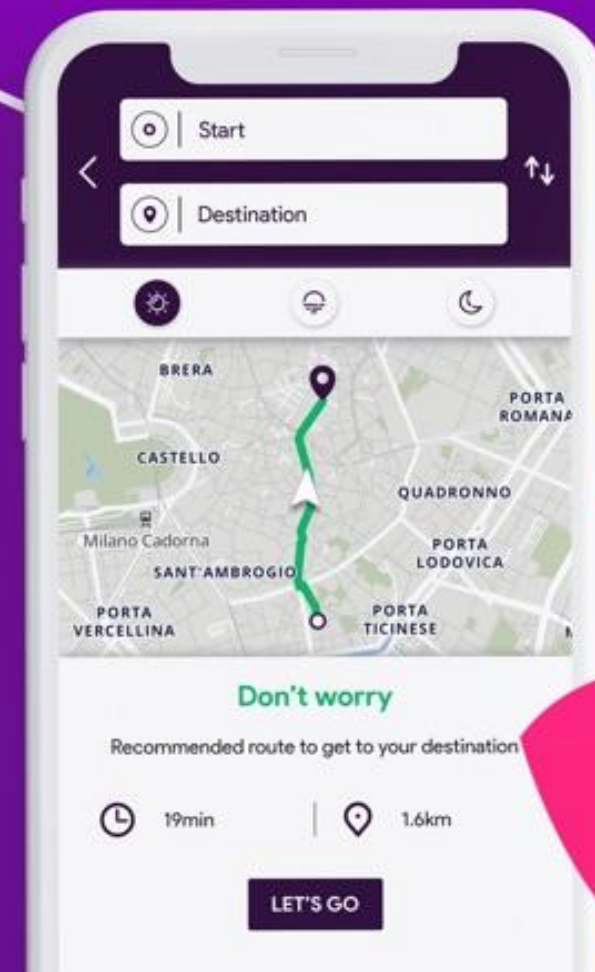 Start
Destination
BRERA
PORTA
ROMANA
CASTELLO
QUADRONNO
Milano Cadorna
PORTA
LODOVICA
SANT'AMBROGIO
PORTA
VERCELLINA
PORTA
TICINESE
Don't worry
Recommended route to get to your destination
19min
1.6km
LET'S GO